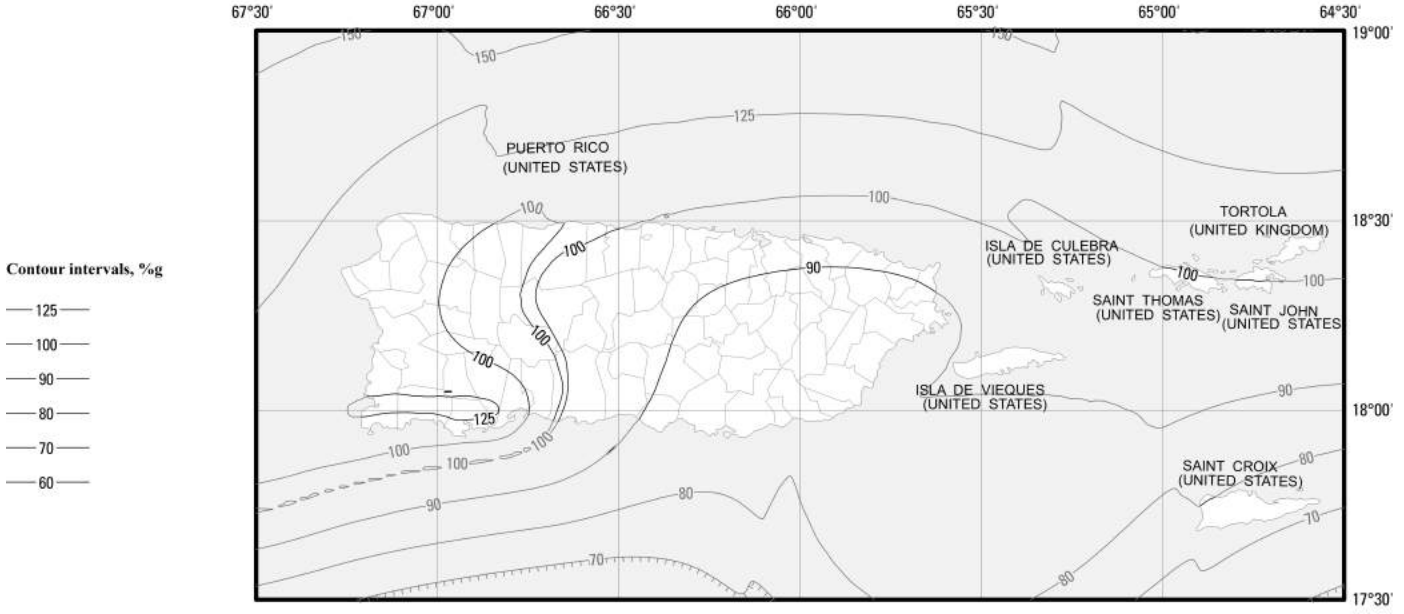 67°30' 67°00' 66°30' 66°00' 65°30' 65°00' 64°30'
19°00'
150
150
150
125
PUERTO RICO
(UNITED STATES)
100
100
TORTOLA
(UNITED KINGDOM)
18°30'
100
ISLA DE CULEBRA
(UNITED STATES)
Contour intervals, %g
90
100
100
125
SAINT THOMAS
(UNITED STATES)
SAINT JOHN
(UNITED STATES
100
100
100
90
80
ISLA DE VIEQUES
(UNITED STATES)
90
18°00'
125
70
100
100
100
60
SAINT CROIX
(UNITED STATES)
80
90
80
70
70
80
17°30'